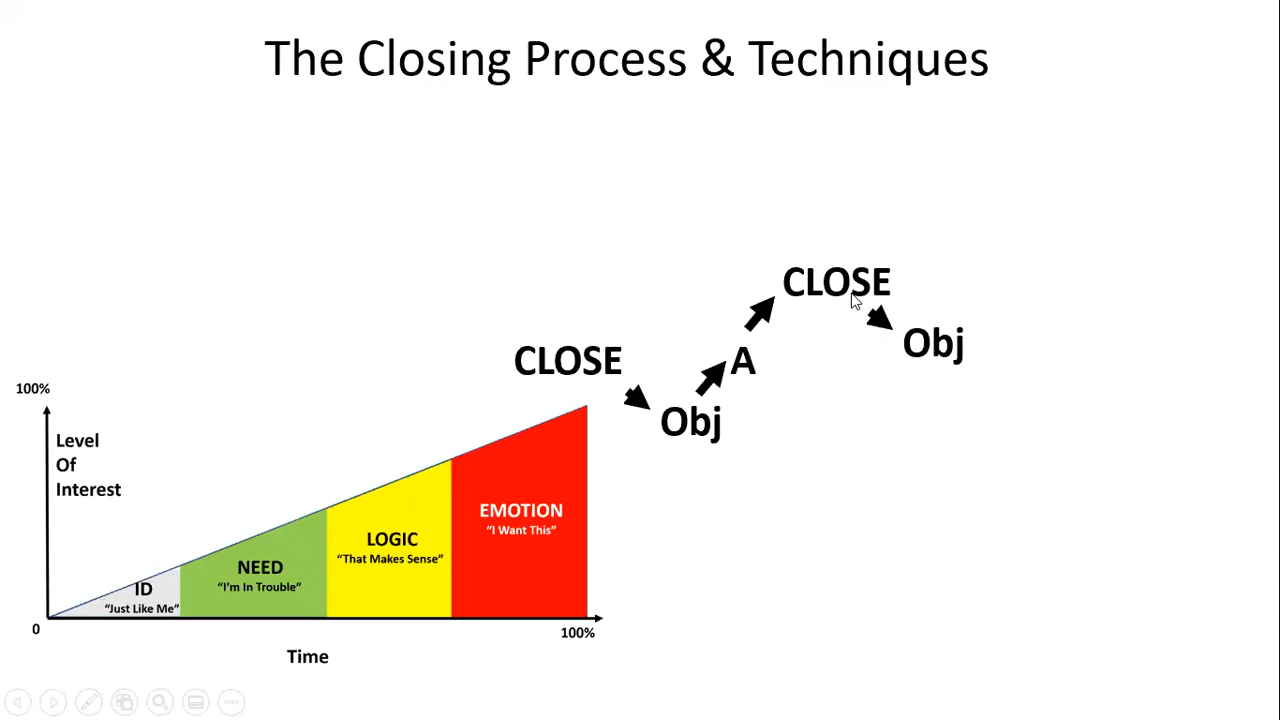 The Closing Process & Techniques
CLOSE
Obj
CLOSE
A
Obj
100%
Level
Of
Interest
EMOTION
“I Want This”
LOGIC
“That Makes Sense”
NEED
“I’m In Trouble”
ID
“Just Like Me”
0
100%
Time